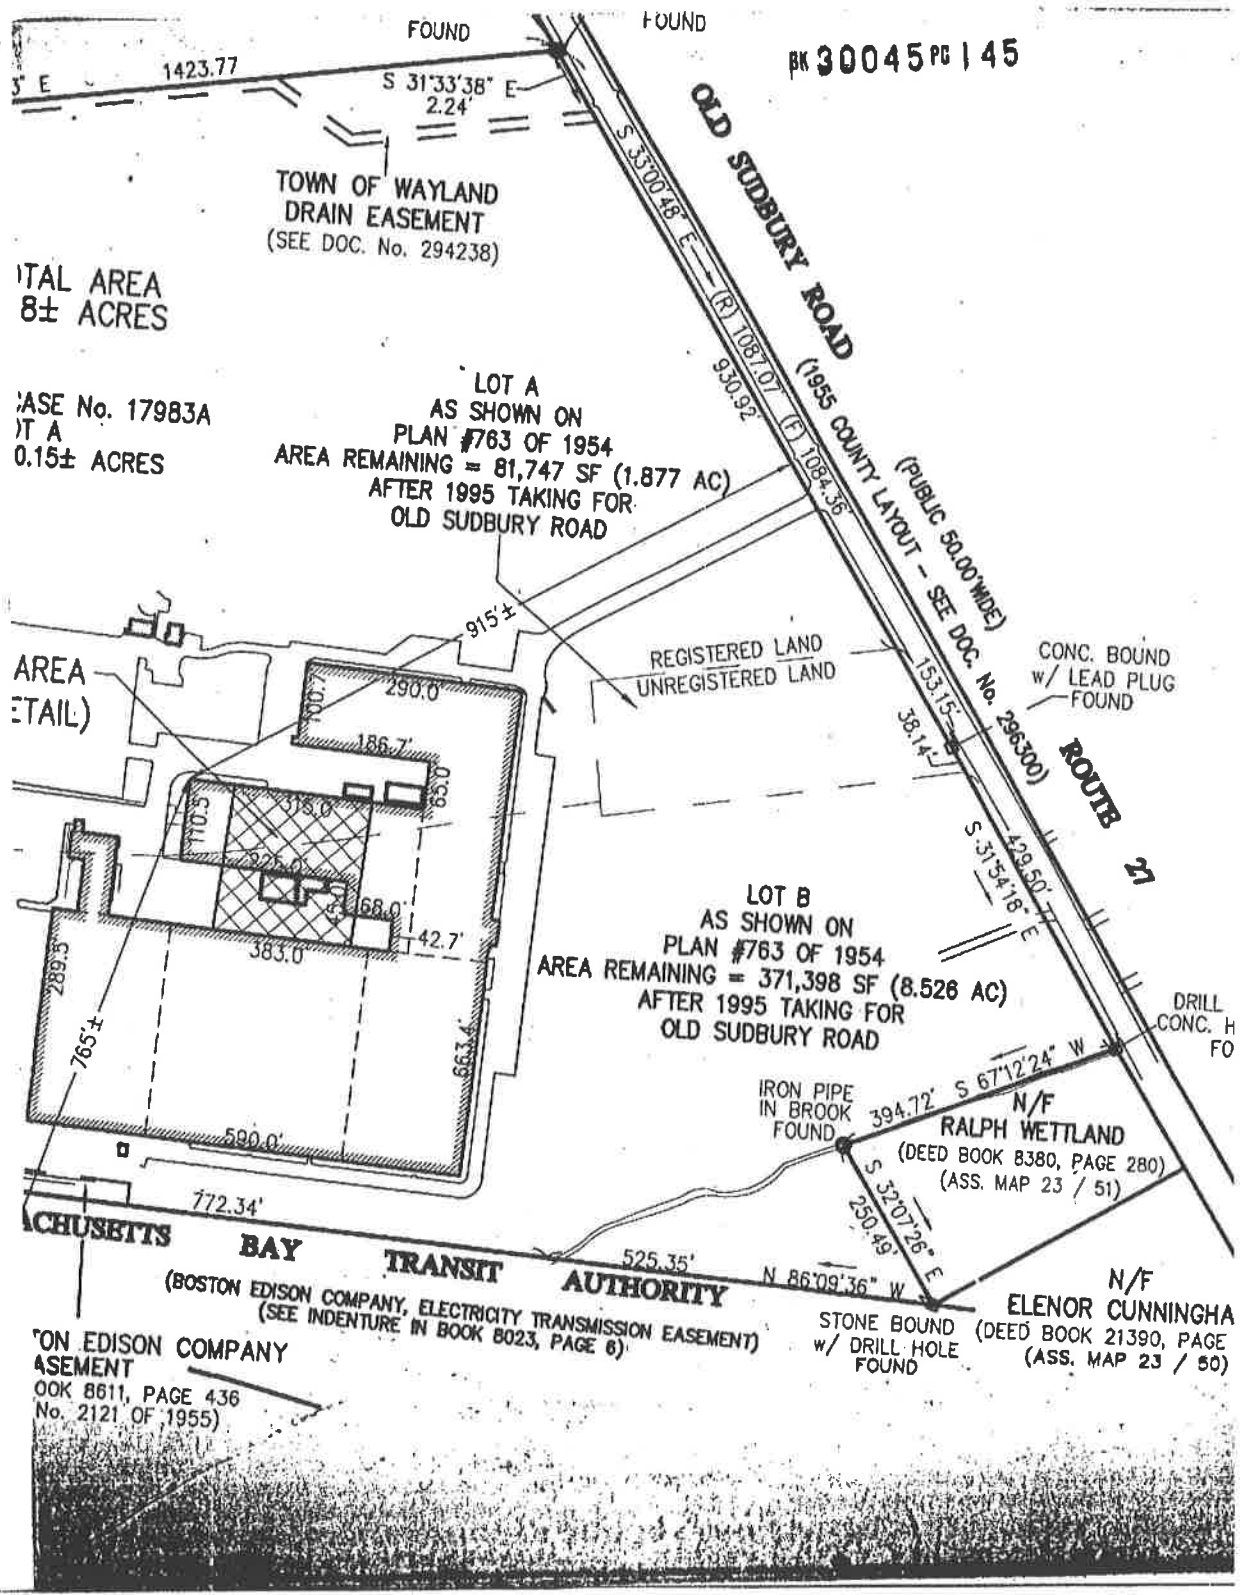 FOUND
FOUND
BK 30045 PG 145
3" E
1423.77
S 31°33'38" E
2.24'
OLD SUDBURY ROAD
S 33°00'48" E
(R) 1087.07'
(F) 1084.36'
930.92'
TOWN OF WAYLAND
DRAIN EASEMENT
(SEE DOC. No. 294238)
TAL AREA
8± ACRES
ASE No. 17983A
T A
0.15± ACRES
LOT A
AS SHOWN ON
PLAN #763 OF 1954
AREA REMAINING = 81,747 SF (1.877 AC)
AFTER 1995 TAKING FOR
OLD SUDBURY ROAD
(1955 COUNTY LAYOUT - SEE DOC. No. 296300)
(PUBLIC 50.00'WIDE)
915'±
REGISTERED LAND
UNREGISTERED LAND
CONC. BOUND
w/ LEAD PLUG
FOUND
153.15'
38.14'
ROUTE 27
AREA
ETAIL)
100.7'
290.0'
186.7'
65.0'
110.5'
315.0'
68.0'
42.7'
383.0'
289.5'
765'±
663.4'
590.0'
S 31°54'18" E
429.50'
LOT B
AS SHOWN ON
PLAN #763 OF 1954
AREA REMAINING = 371,398 SF (8.526 AC)
AFTER 1995 TAKING FOR
OLD SUDBURY ROAD
DRILL
CONC. H
FO
IRON PIPE
IN BROOK
FOUND
394.72' S 67°12'24" W
N/F
RALPH WETTLAND
(DEED BOOK 8380, PAGE 280)
(ASS. MAP 23 / 51)
S 32°07'26" E
250.49'
772.34'
525.35'
N 86°09'36" W
ACHUSETTS BAY TRANSIT AUTHORITY
(BOSTON EDISON COMPANY, ELECTRICITY TRANSMISSION EASEMENT)
(SEE INDENTURE IN BOOK 8023, PAGE 6)
STONE BOUND
w/ DRILL HOLE
FOUND
N/F
ELENOR CUNNINGHA
(DEED BOOK 21390, PAGE
(ASS. MAP 23 / 50)
TON EDISON COMPANY
ASEMENT
OOK 8611, PAGE 436
No. 2121 OF 1955)